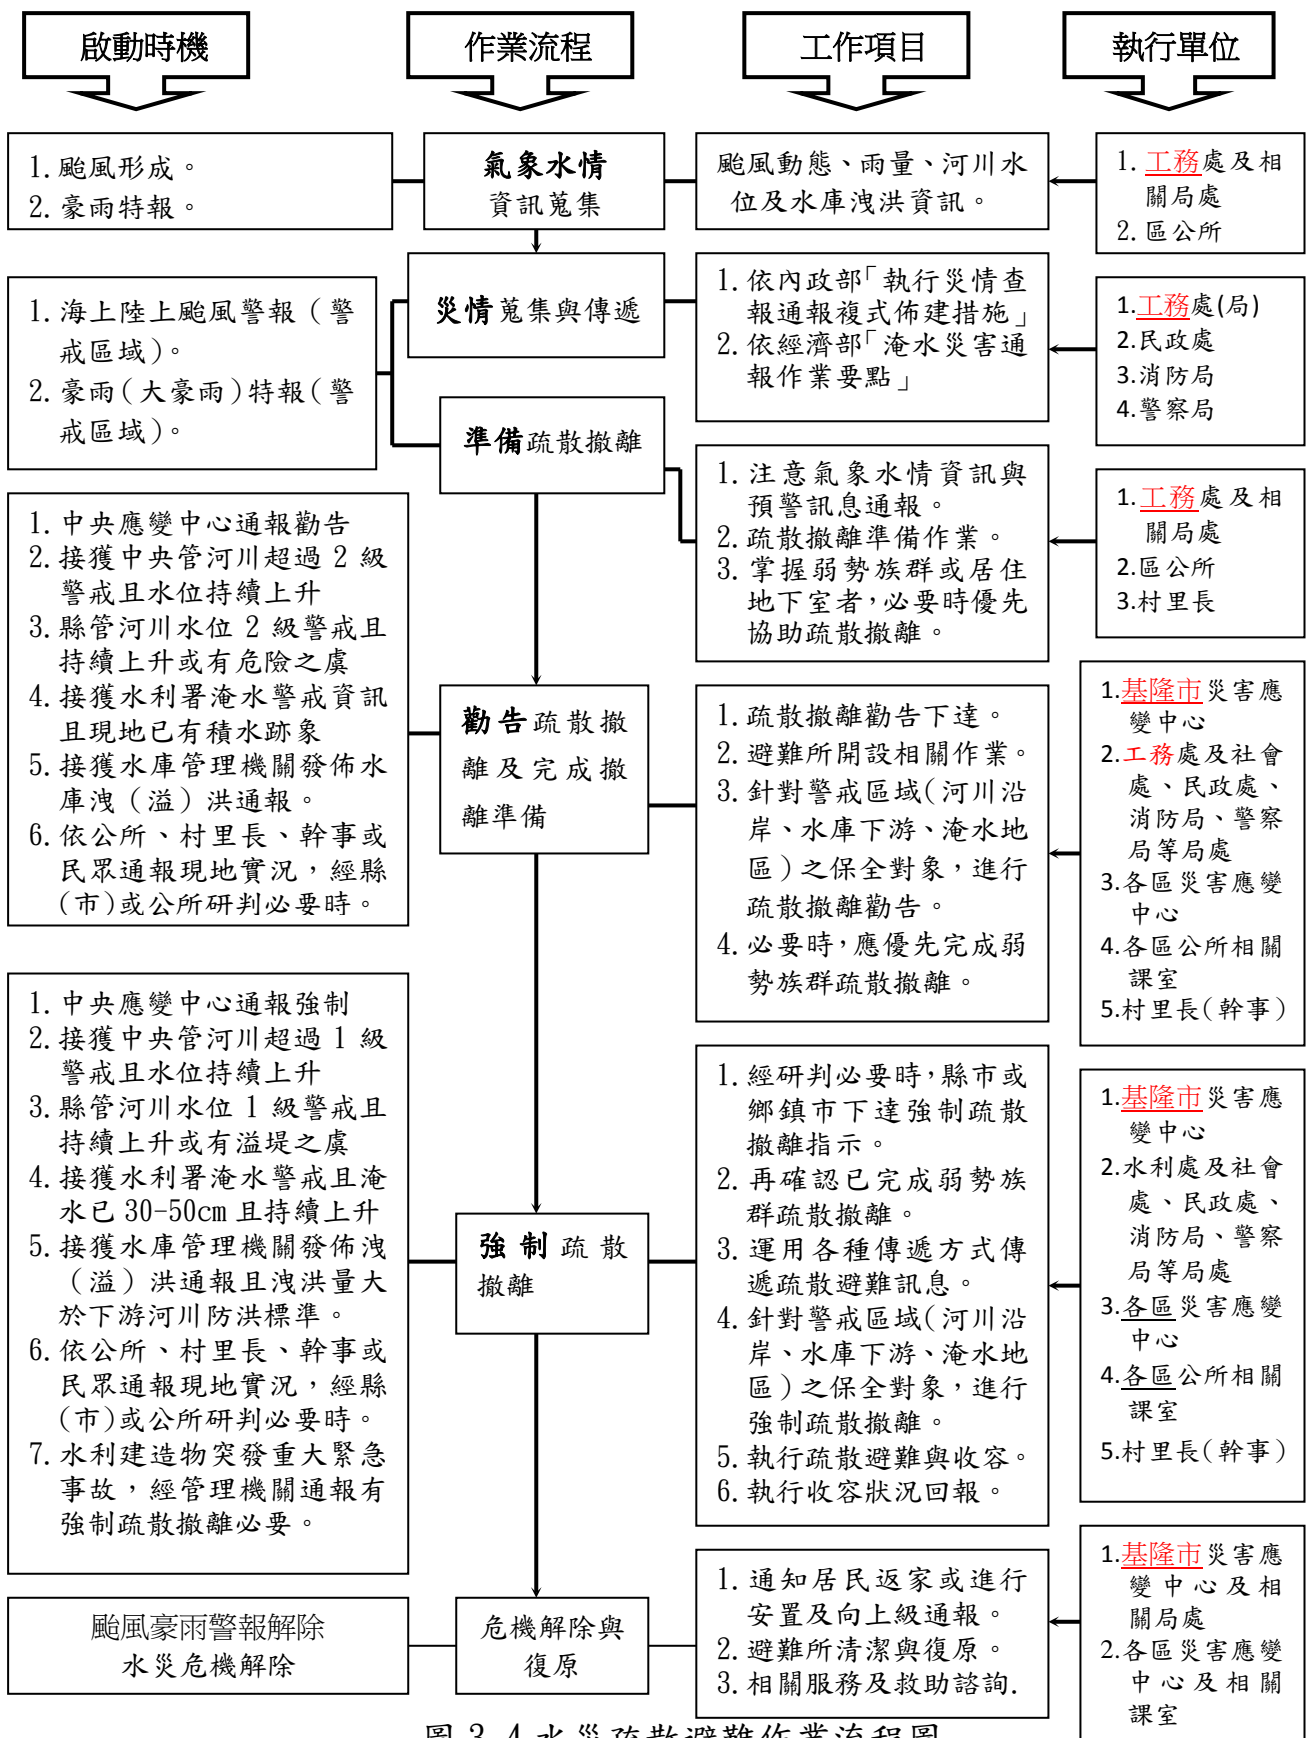 啟動時機
作業流程
工作項目
執行單位
1.颱風形成。
2.豪雨特報。
氣象水情
資訊蒐集
颱風動態、雨量、河川水
位及水庫洩洪資訊。
1.工務處及相
關局處
2.區公所
1.海上陸上颱風警報（警
戒區域）。
2.豪雨(大豪雨)特報(警
戒區域)。
災情蒐集與傳遞
1.依內政部「執行災情查
報通報複式佈建措施」
2.依經濟部「淹水災害通
報作業要點」
1.工務處(局)
2.民政處
3.消防局
4.警察局
準備疏散撤離
1.注意氣象水情資訊與
預警訊息通報。
2.疏散撤離準備作業。
3.掌握弱勢族群或居住
地下室者，必要時優先
協助疏散撤離。
1.工務處及相
關局處
2.區公所
3.村里長
1.中央應變中心通報勸告
2.接獲中央管河川超過 2 級
警戒且水位持續上升
3.縣管河川水位 2 級警戒且
持續上升或有危險之虞
4.接獲水利署淹水警戒資訊
且現地已有積水跡象
5.接獲水庫管理機關發佈水
庫洩（溢）洪通報。
6.依公所、村里長、幹事或
民眾通報現地實況，經縣
(市)或公所研判必要時。
勸告疏散撤
離及完成撤
離準備
1.疏散撤離勸告下達。
2.避難所開設相關作業。
3.針對警戒區域(河川沿
岸、水庫下游、淹水地
區)之保全對象，進行
疏散撤離勸告。
4.必要時，應優先完成弱
勢族群疏散撤離。
1.基隆市災害應
變中心
2.工務處及社會
處、民政處、
消防局、警察
局等局處
3.各區災害應變
中心
4.各區公所相關
課室
5.村里長(幹事)
1.中央應變中心通報強制
2.接獲中央管河川超過 1 級
警戒且水位持續上升
3.縣管河川水位 1 級警戒且
持續上升或有溢堤之虞
4.接獲水利署淹水警戒且淹
水已 30-50cm 且持續上升
5.接獲水庫管理機關發佈洩
（溢）洪通報且洩洪量大
於下游河川防洪標準。
6.依公所、村里長、幹事或
民眾通報現地實況，經縣
(市)或公所研判必要時。
7.水利建造物突發重大緊急
事故，經管理機關通報有
強制疏散撤離必要。
強制疏散
撤離
1.經研判必要時，縣市或
鄉鎮市下達強制疏散
撤離指示。
2.再確認已完成弱勢族
群疏散撤離。
3.運用各種傳遞方式傳
遞疏散避難訊息。
4.針對警戒區域(河川沿
岸、水庫下游、淹水地
區)之保全對象，進行
強制疏散撤離。
5.執行疏散避難與收容。
6.執行收容狀況回報。
1.基隆市災害應
變中心
2.水利處及社會
處、民政處、
消防局、警察
局等局處
3.各區災害應變
中心
4.各區公所相關
課室
5.村里長(幹事)
颱風豪雨警報解除
水災危機解除
危機解除與
復原
1.通知居民返家或進行
安置及向上級通報。
2.避難所清潔與復原。
3.相關服務及救助諮詢.
1.基隆市災害應
變中心及相
關局處
2.各區災害應變
中心及相關
課室
圖 3-4 水災疏散避難作業流程圖